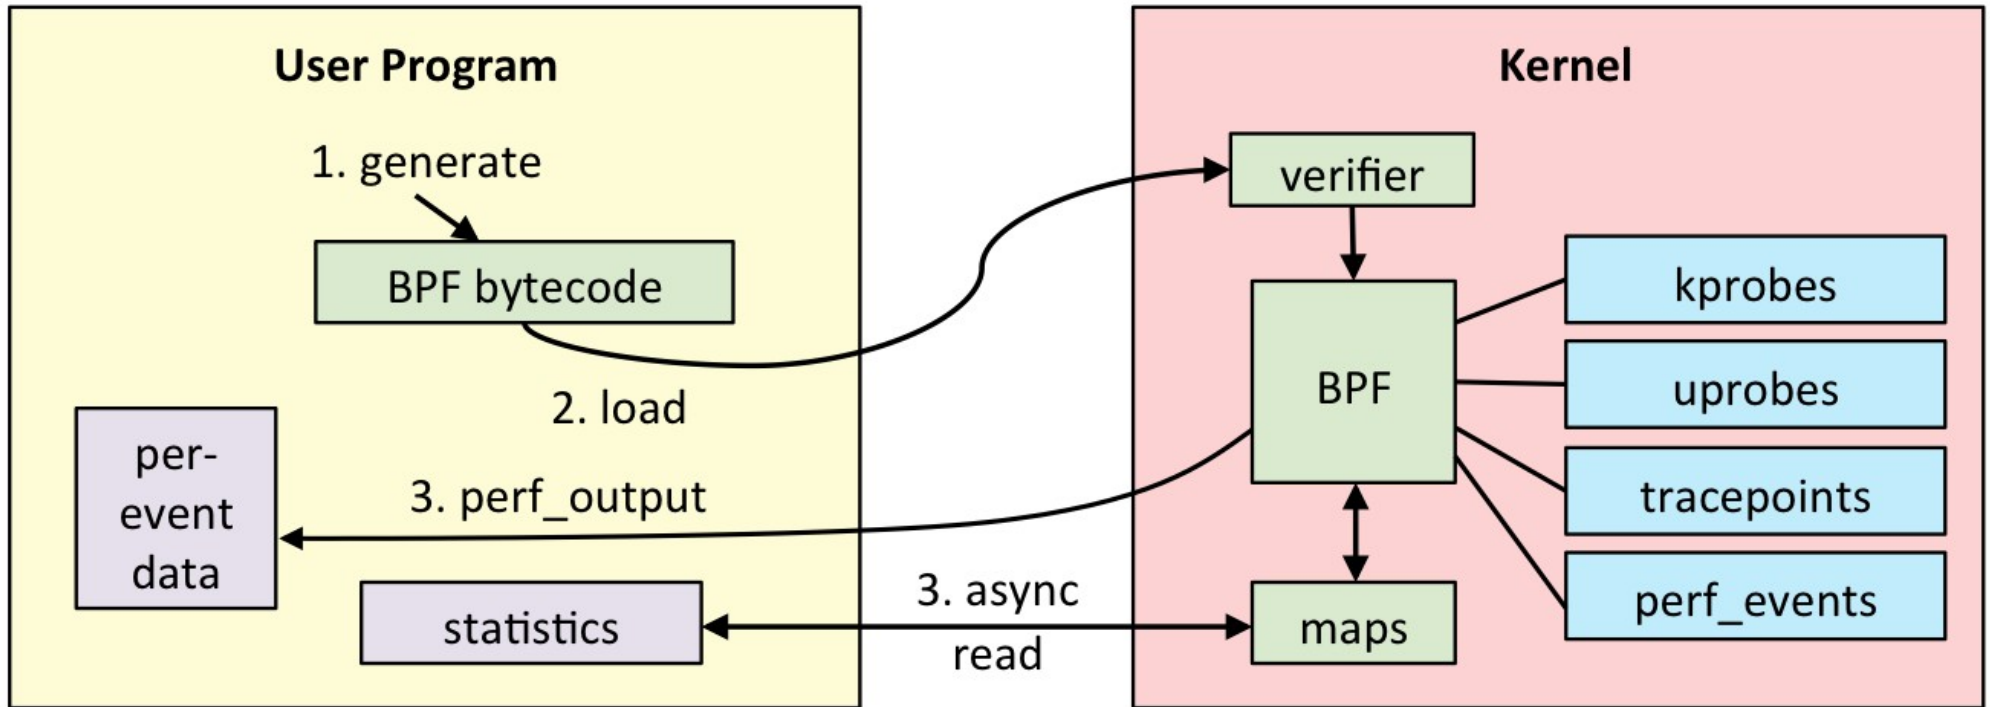 User Program
1. generate
BPF bytecode
2. load
per-
event
data
3. perf_output
statistics
3. async
read
Kernel
verifier
BPF
maps
kprobes
uprobes
tracepoints
perf_events